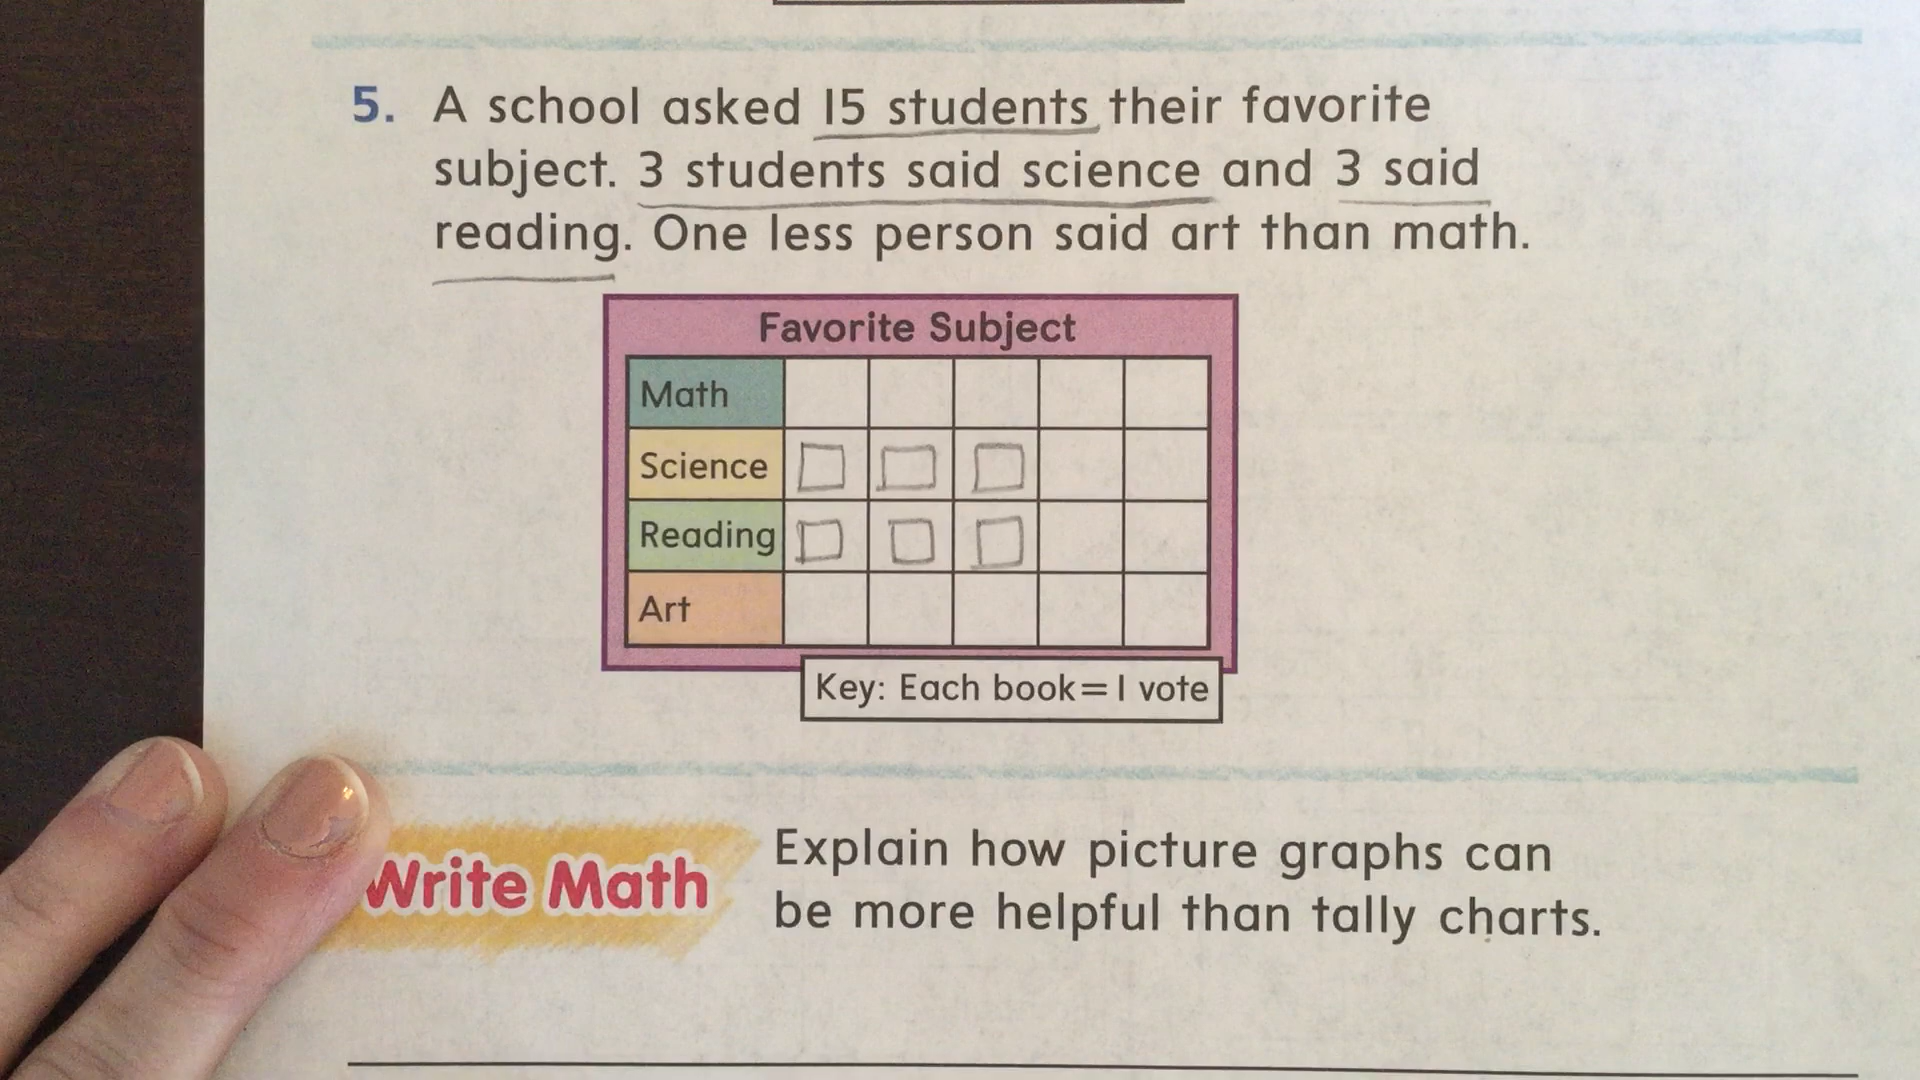 5. A school asked 15 students their favorite
subject. 3 students said science and 3 said
reading. One less person said art than math.
Favorite Subject
Math
Science
Reading
Art
Key: Each book=1 vote
Write Math
Explain how picture graphs can
be more helpful than tally charts.